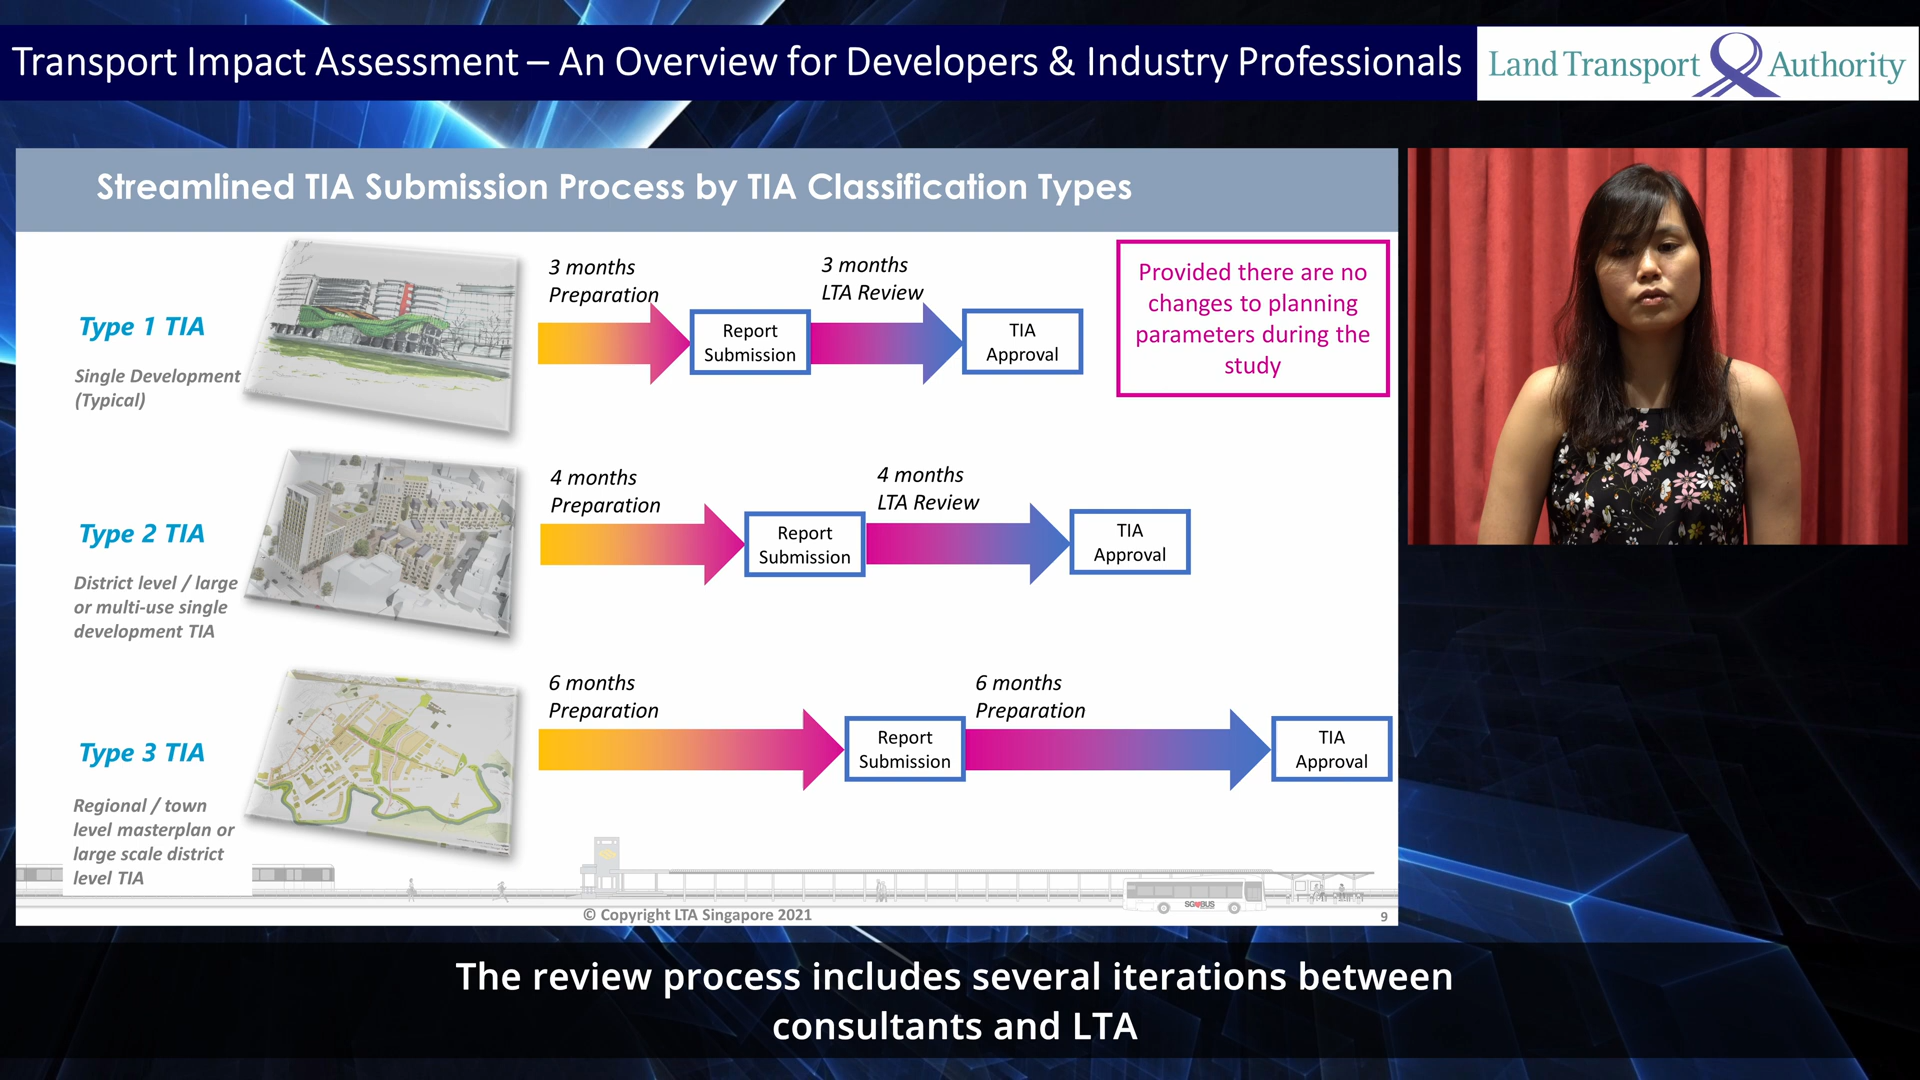 Transport Impact Assessment – An Overview for Developers & Industry Professionals
Land Transport Authority
Streamlined TIA Submission Process by TIA Classification Types
Type 1 TIA
Single Development
(Typical)
3 months
Preparation
Report
Submission
3 months
LTA Review
TIA
Approval
Provided there are no
changes to planning
parameters during the
study
Type 2 TIA
District level / large
or multi-use single
development TIA
4 months
Preparation
Report
Submission
4 months
LTA Review
TIA
Approval
Type 3 TIA
Regional / town
level masterplan or
large scale district
level TIA
6 months
Preparation
Report
Submission
6 months
Preparation
TIA
Approval
SG♥BUS
© Copyright LTA Singapore 2021
9
The review process includes several iterations between
consultants and LTA